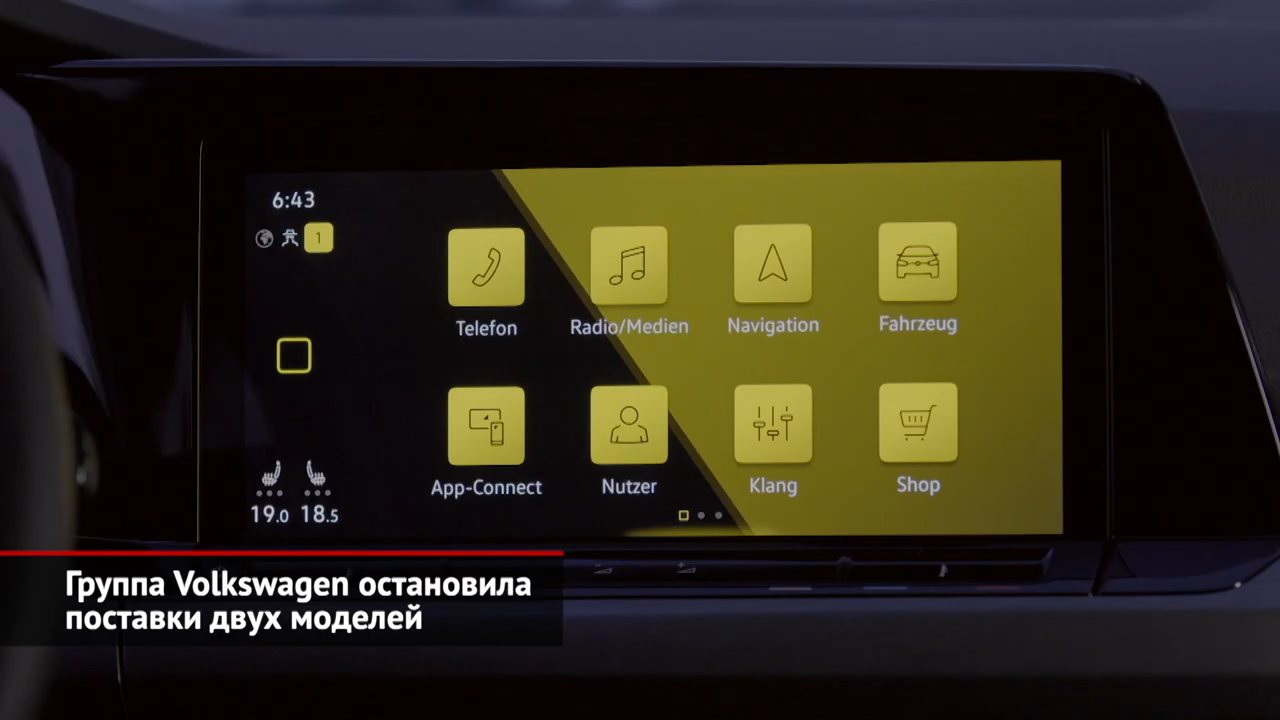 6:43
1
Telefon
Radio/Medien
Navigation
Fahrzeug
App-Connect
Nutzer
Klang
Shop
19.0 18.5
Группа Volkswagen остановила
поставки двух моделей